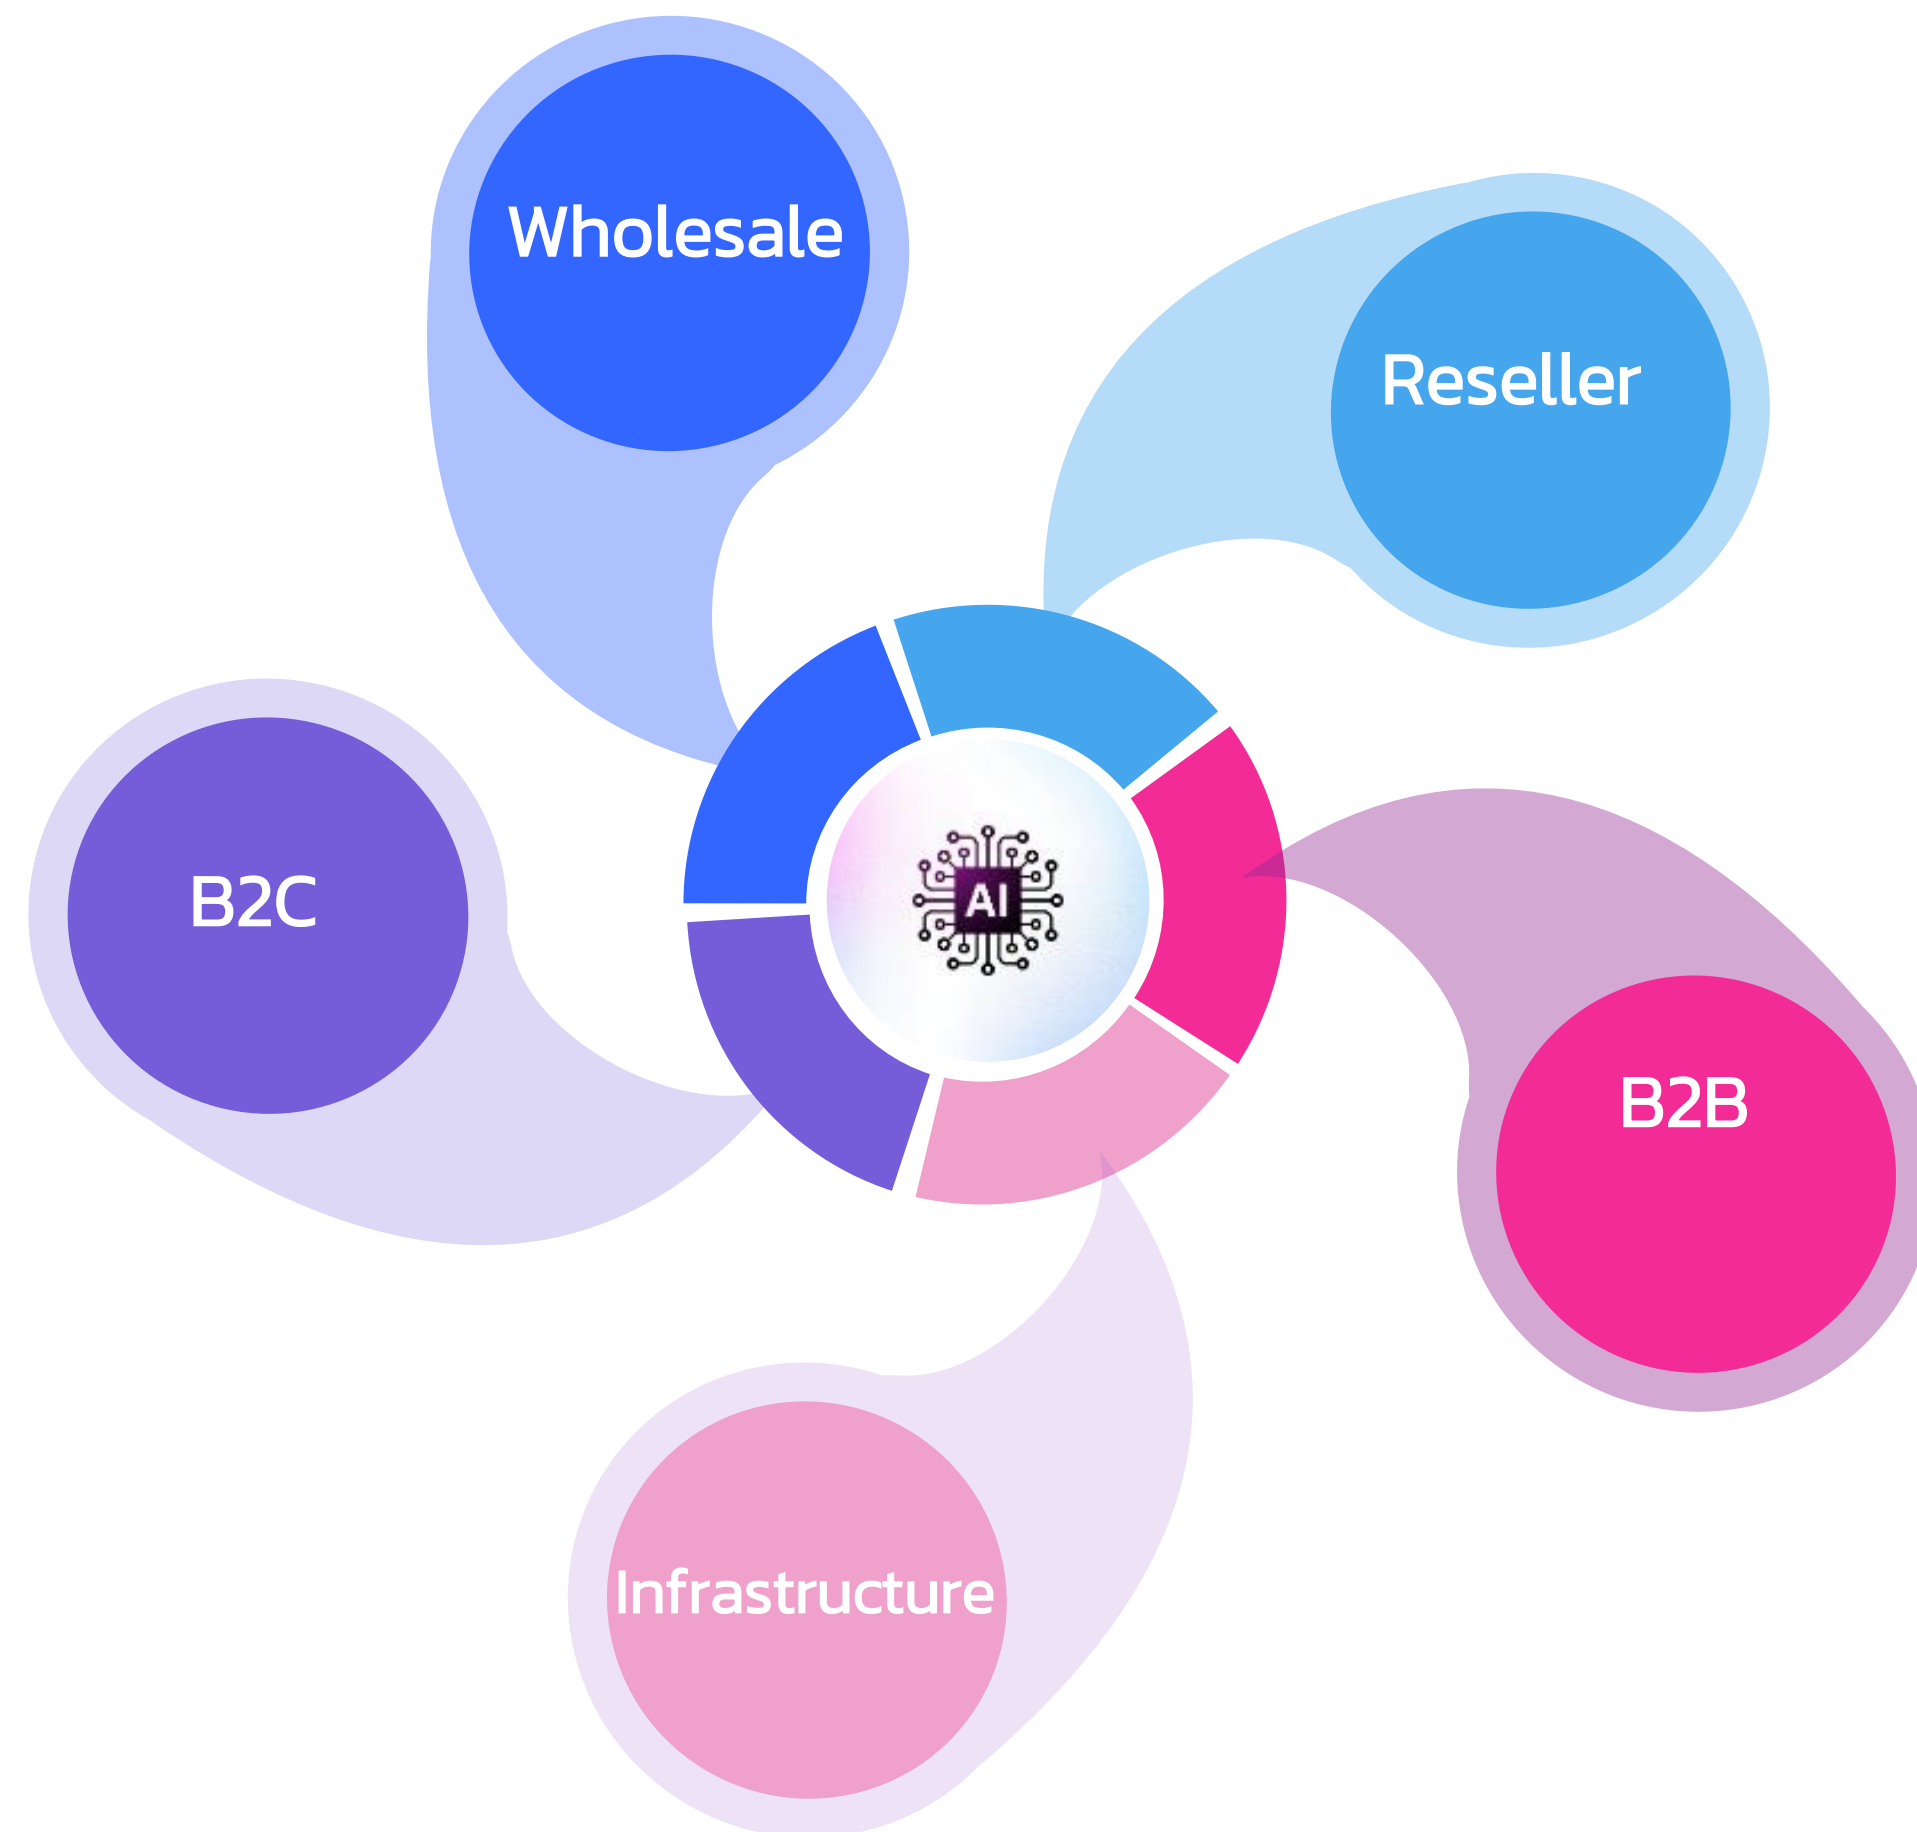 Wholesale
Reseller
B2C
AI
B2B
Infrastructure